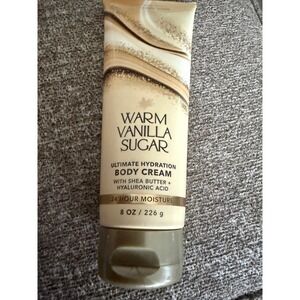 WARM
VANILLA
SUGAR
ULTIMATE HYDRATION
BODY CREAM
WITH SHEA BUTTER +
HYALURONIC ACID
24 HOUR MOISTURE
8 OZ / 226 g